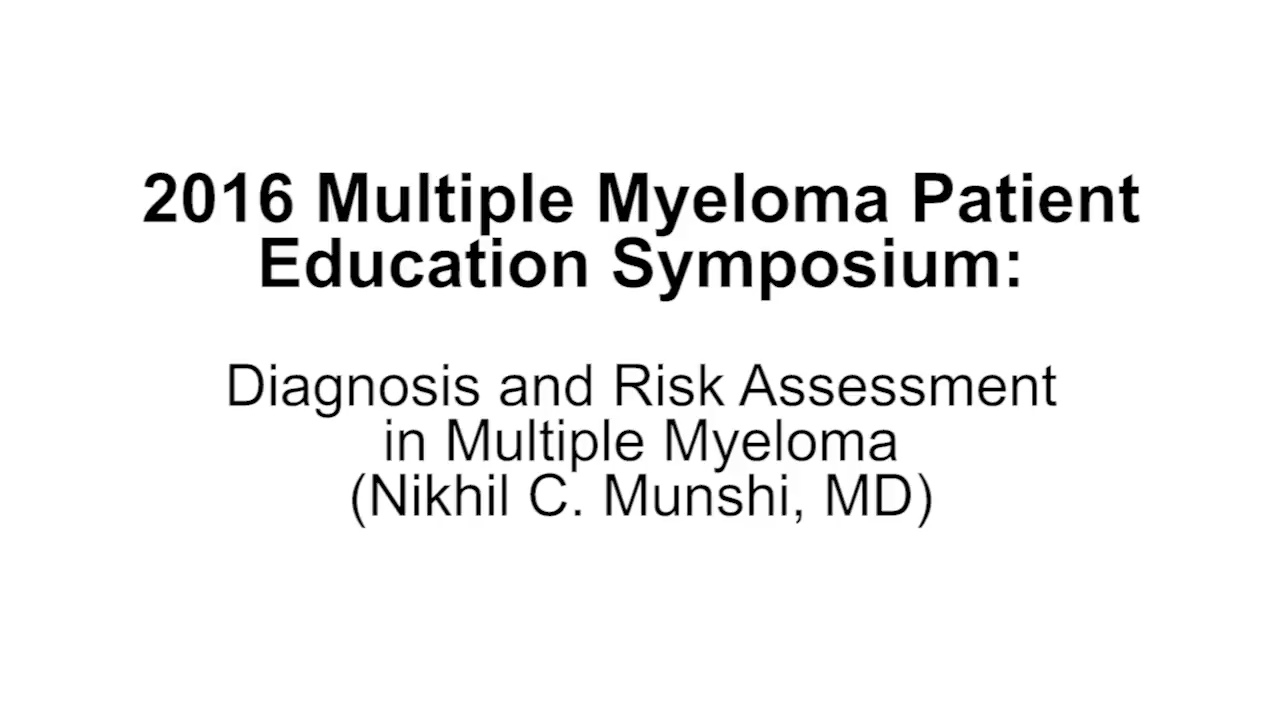 2016 Multiple Myeloma Patient
Education Symposium:
Diagnosis and Risk Assessment
in Multiple Myeloma
(Nikhil C. Munshi, MD)